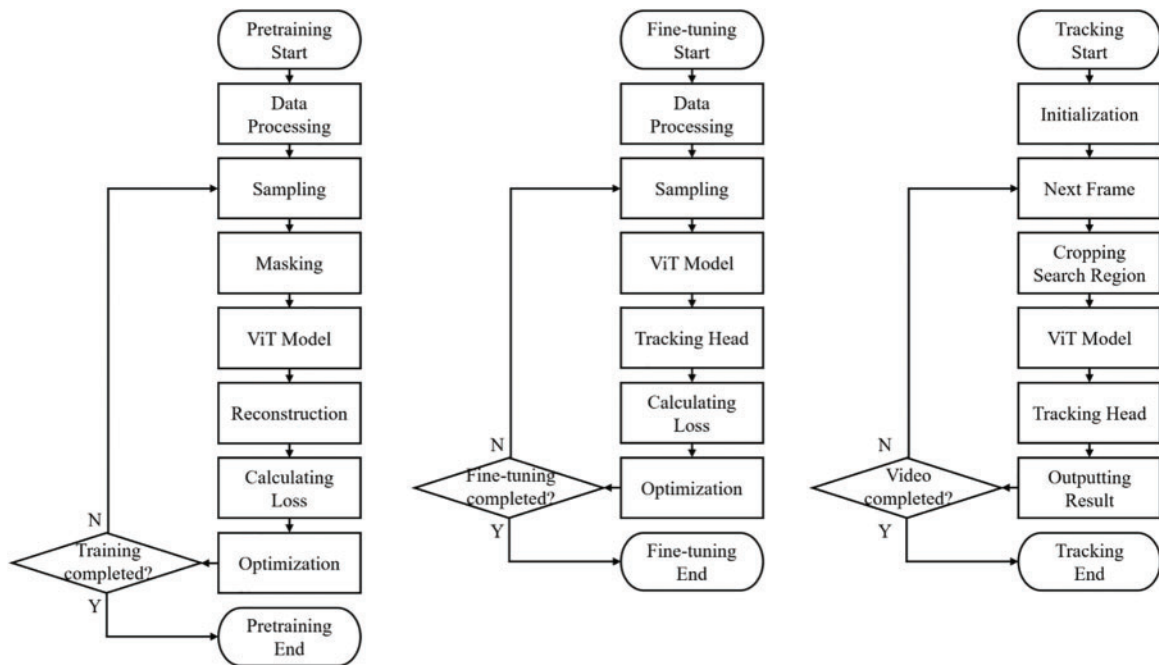 Pretraining
Start
Data
Processing
Sampling
Masking
ViT Model
Reconstruction
Calculating
Loss
Optimization
Training
completed?
N
Y
Pretraining
End
Fine-tuning
Start
Data
Processing
Sampling
ViT Model
Tracking Head
Calculating
Loss
Optimization
Fine-tuning
completed?
N
Y
Fine-tuning
End
Tracking
Start
Initialization
Next Frame
Cropping
Search Region
ViT Model
Tracking Head
Outputting
Result
Video
completed?
N
Y
Tracking
End